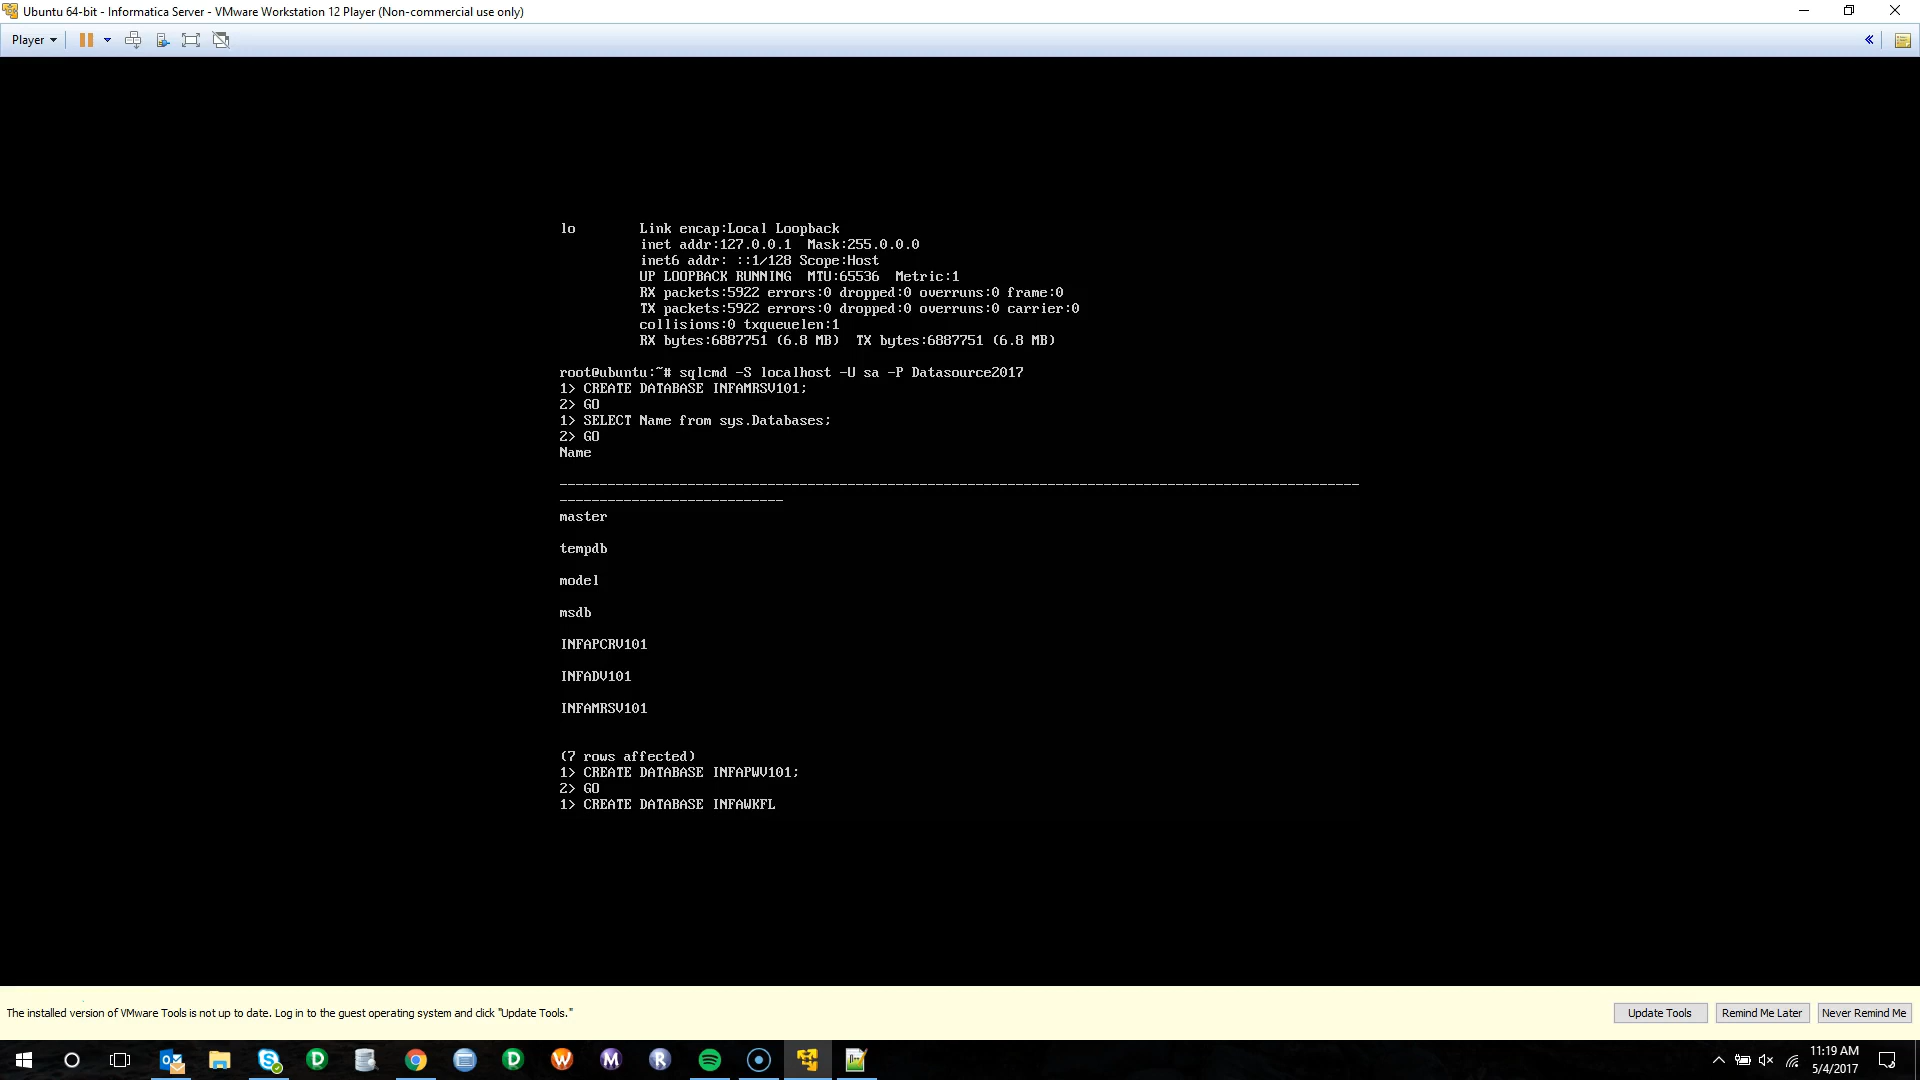 Ubuntu 64-bit - Informatica Server - VMware Workstation 12 Player (Non-commercial use only)
Player
lo Link encap:Local Loopback
inet addr:127.0.0.1 Mask:255.0.0.0
inet6 addr: ::1/128 Scope:Host
UP LOOPBACK RUNNING MTU:65536 Metric:1
RX packets:5922 errors:0 dropped:0 overruns:0 frame:0
TX packets:5922 errors:0 dropped:0 overruns:0 carrier:0
collisions:0 txqueuelen:1
RX bytes:6887751 (6.8 MB) TX bytes:6887751 (6.8 MB)
root@ubuntu:~# sqlcmd -S localhost -U sa -P Datasource2017
1> CREATE DATABASE INFAMRSV101;
2> GO
1> SELECT Name from sys.Databases;
2> GO
Name
----------------------------------------------------------------------------------------------------
----------------------------
master
tempdb
model
msdb
INFAPCRV101
INFADV101
INFAMRSV101
(7 rows affected)
1> CREATE DATABASE INFAPWV101;
2> GO
1> CREATE DATABASE INFAWKFL
The installed version of VMware Tools is not up to date. Log in to the guest operating system and click "Update Tools."
Update Tools
Remind Me Later
Never Remind Me
11:19 AM
5/4/2017